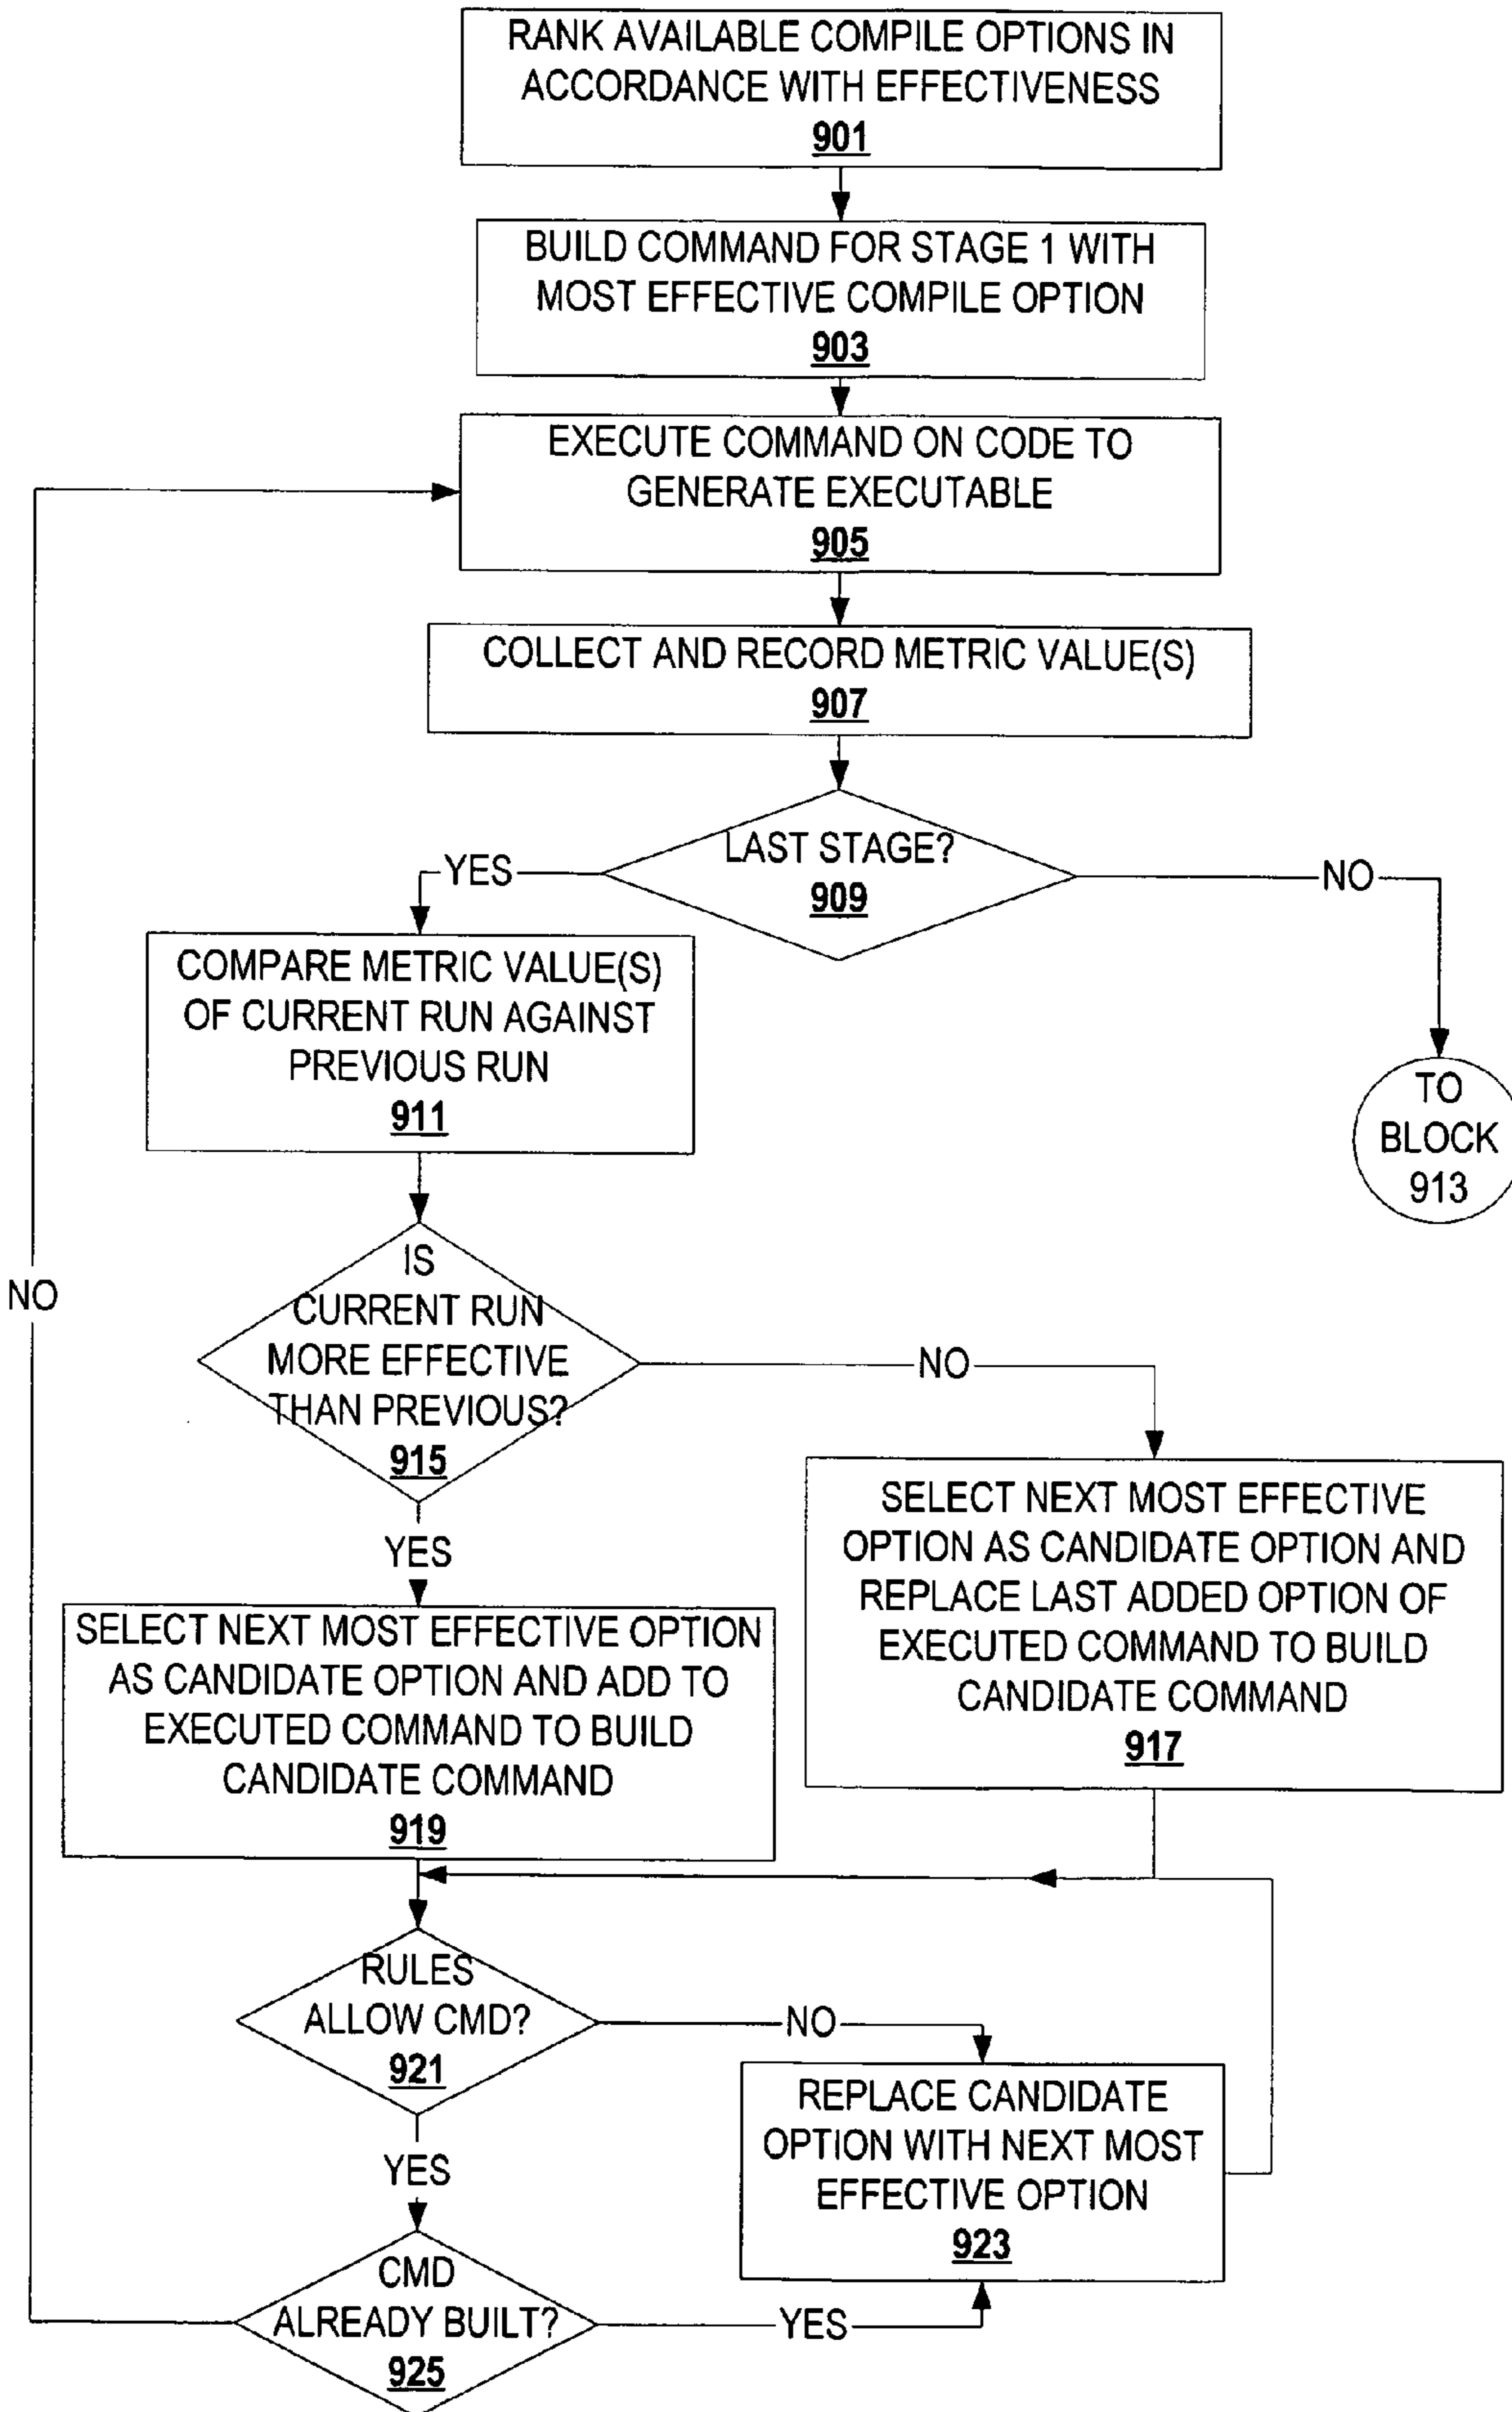 RANK AVAILABLE COMPILE OPTIONS IN
ACCORDANCE WITH EFFECTIVENESS
901
BUILD COMMAND FOR STAGE 1 WITH
MOST EFFECTIVE COMPILE OPTION
903
EXECUTE COMMAND ON CODE TO
GENERATE EXECUTABLE
905
COLLECT AND RECORD METRIC VALUE(S)
907
LAST STAGE?
909
YES
NO
COMPARE METRIC VALUE(S)
OF CURRENT RUN AGAINST
PREVIOUS RUN
911
TO
BLOCK
913
IS
CURRENT RUN
MORE EFFECTIVE
THAN PREVIOUS?
915
NO
NO
YES
SELECT NEXT MOST EFFECTIVE
OPTION AS CANDIDATE OPTION AND
REPLACE LAST ADDED OPTION OF
EXECUTED COMMAND TO BUILD
CANDIDATE COMMAND
917
SELECT NEXT MOST EFFECTIVE OPTION
AS CANDIDATE OPTION AND ADD TO
EXECUTED COMMAND TO BUILD
CANDIDATE COMMAND
919
RULES
ALLOW CMD?
921
NO
YES
REPLACE CANDIDATE
OPTION WITH NEXT MOST
EFFECTIVE OPTION
923
CMD
ALREADY BUILT?
925
YES